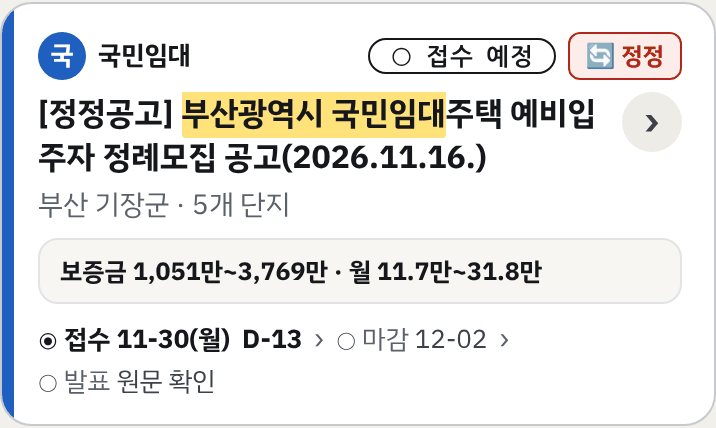 국 국민임대 ○ 접수 예정 🔄 정정
[정정공고] 부산광역시 국민임대주택 예비입
주자 정례모집 공고(2026.11.16.) ›
부산 기장군 · 5개 단지
보증금 1,051만~3,769만 · 월 11.7만~31.8만
◉ 접수 11-30(월) D-13 › ○ 마감 12-02 ›
○ 발표 원문 확인